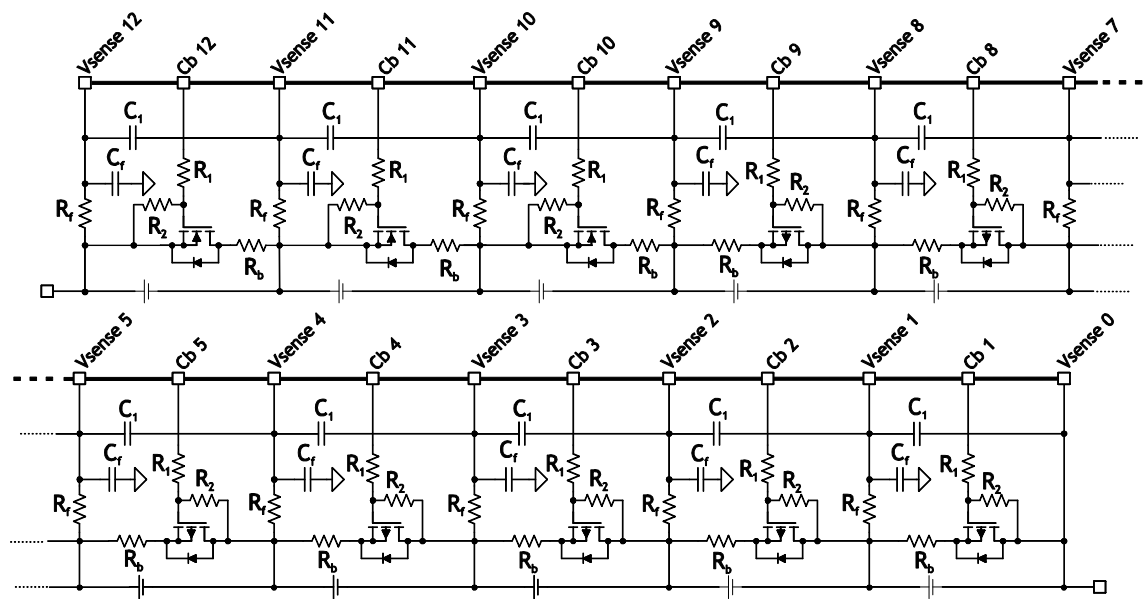 Vsense 12 Cb 12 Vsense 11 Cb 11 Vsense 10 Cb 10 Vsense 9 Cb 9 Vsense 8 Cb 8 Vsense 7
C₁ C₁ C₁ C₁ C₁
Cf R₁ Cf R₁ Cf R₁ Cf R₁ R₂ Cf R₁ R₂
Rf R₂ Rf R₂ Rf R₂ Rf Rf Rf
Rb Rb Rb Rb Rb
Vsense 5 Cb 5 Vsense 4 Cb 4 Vsense 3 Cb 3 Vsense 2 Cb 2 Vsense 1 Cb 1 Vsense 0
C₁ C₁ C₁ C₁ C₁
Cf R₁ R₂ Cf R₁ R₂ Cf R₁ R₂ Cf R₁ R₂ Cf R₁ R₂
Rf Rf Rf Rf Rf
Rb Rb Rb Rb Rb